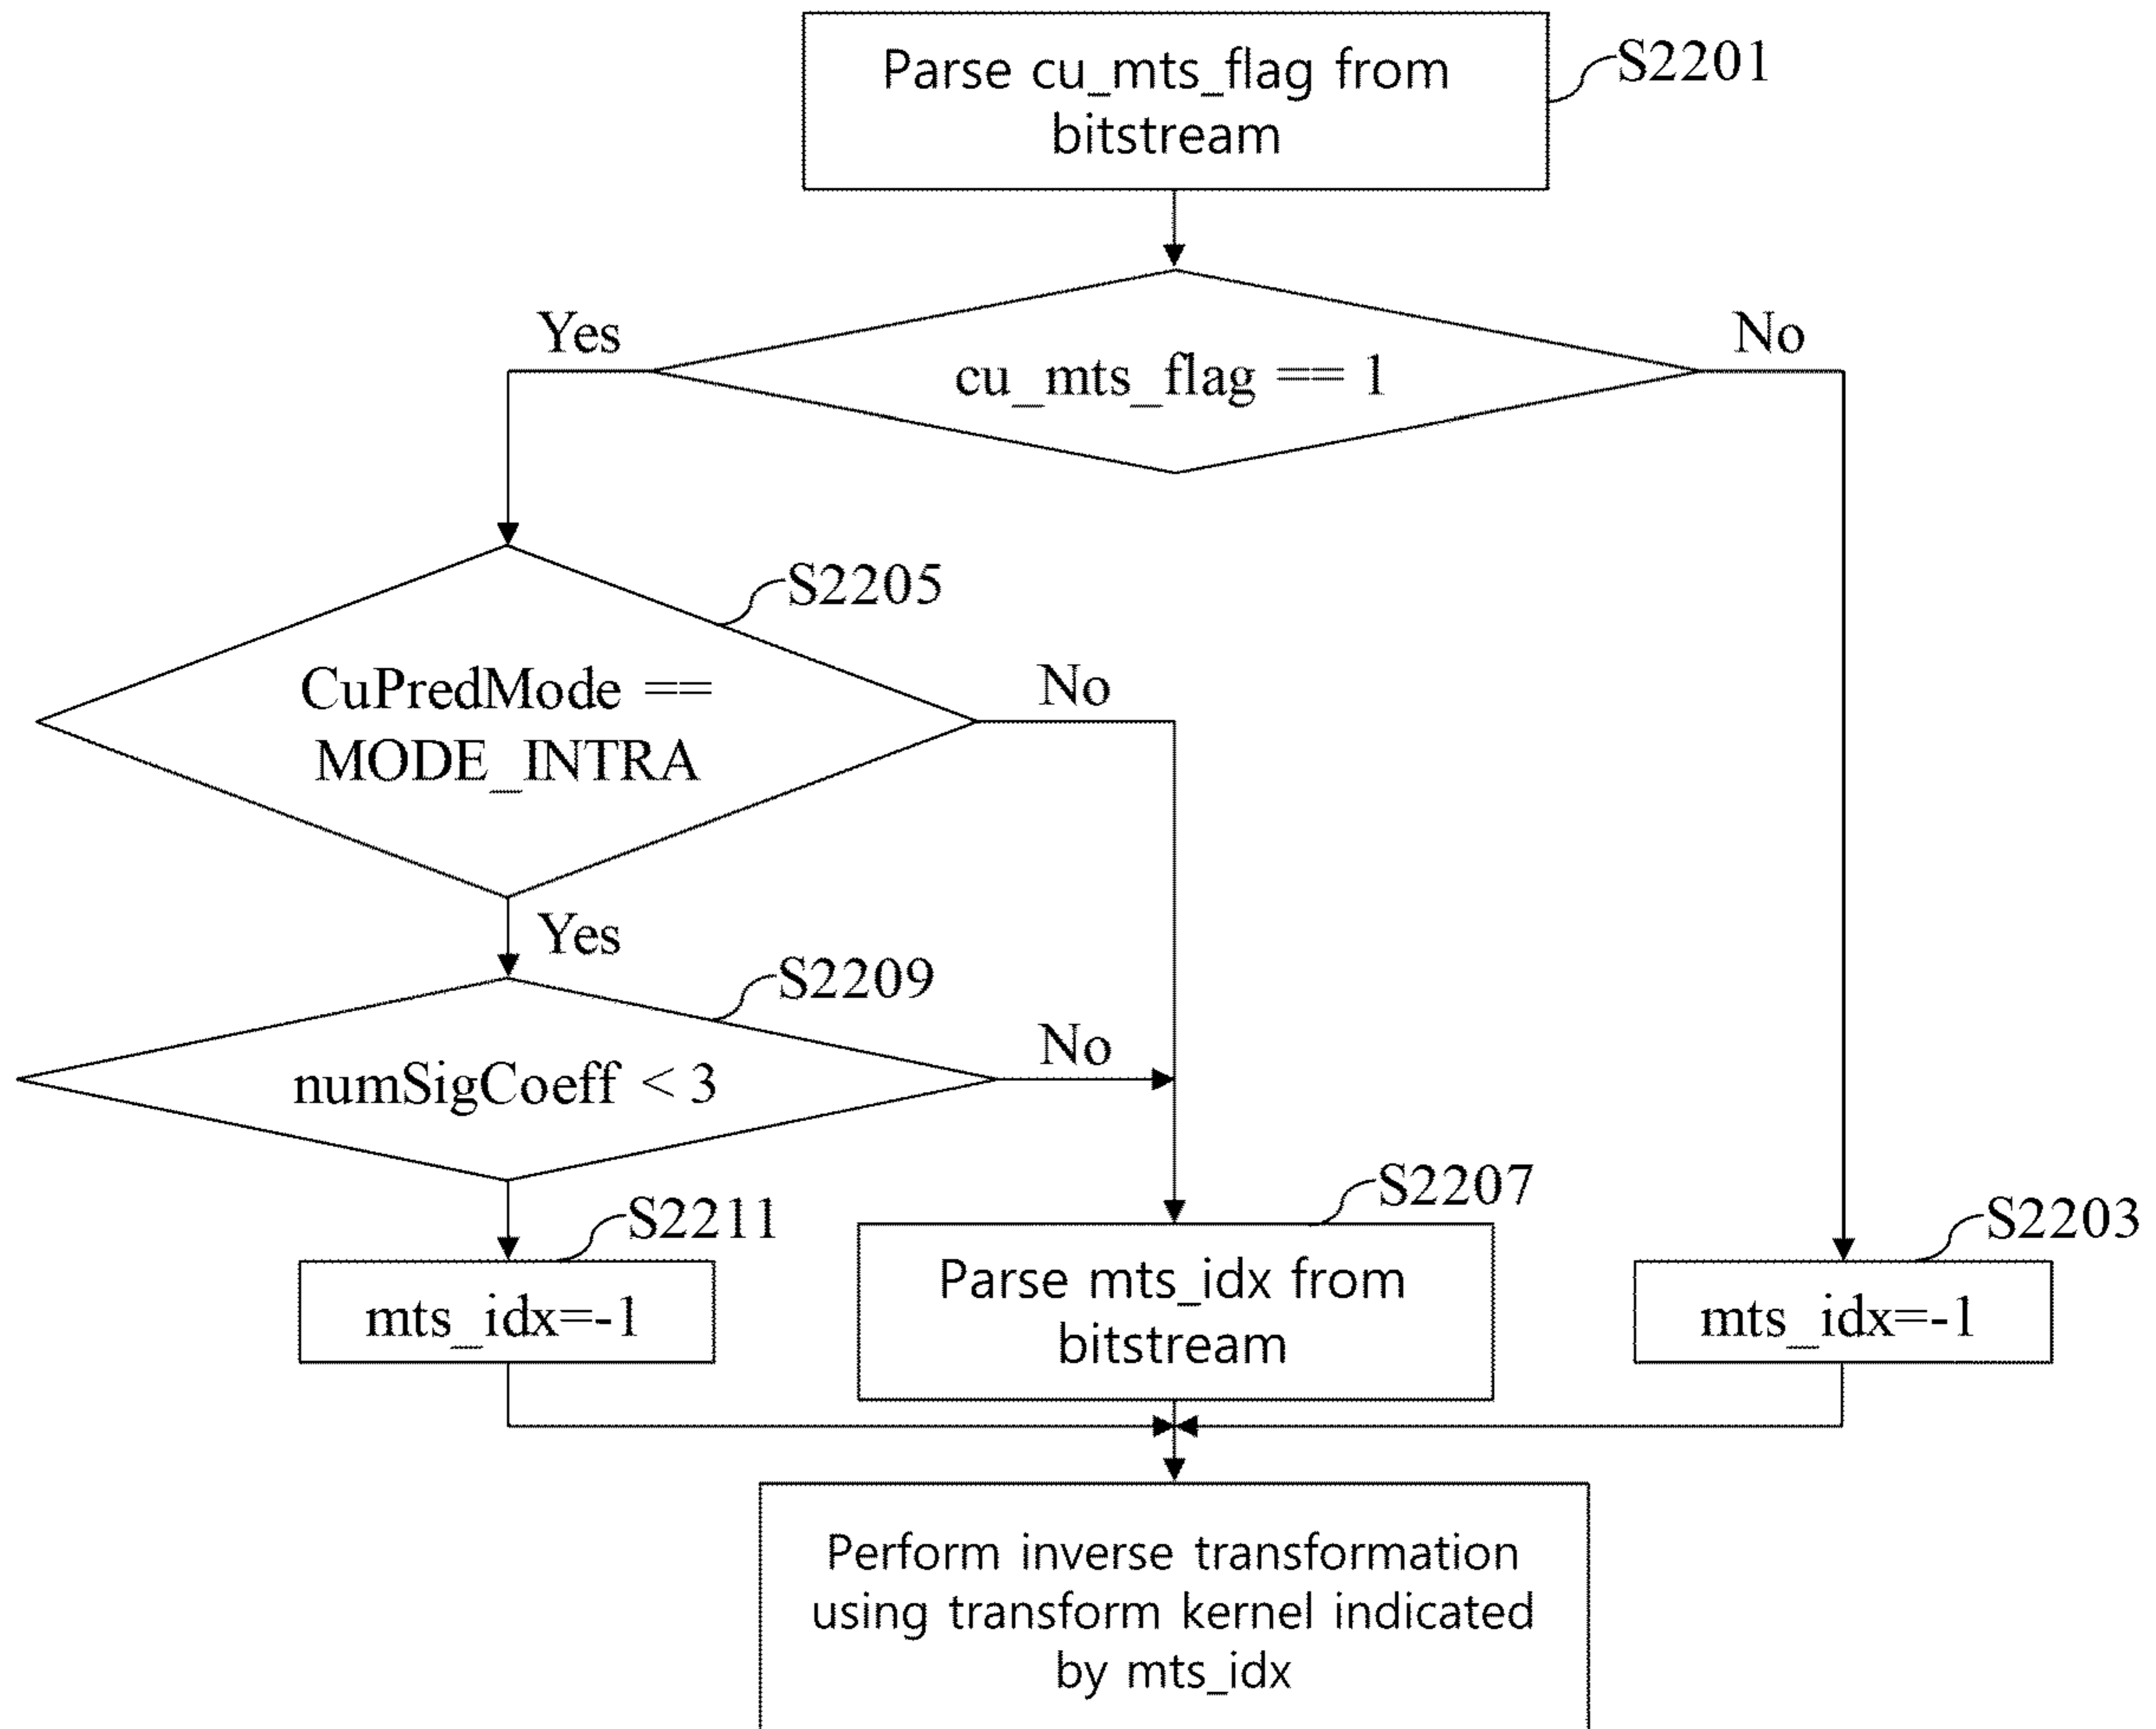 Parse cu_mts_flag from
bitstream
S2201
Yes
No
cu_mts_flag == 1
S2205
CuPredMode ==
MODE_INTRA
No
Yes
S2209
No
numSigCoeff < 3
S2211
S2207
S2203
mts_idx=-1
Parse mts_idx from
bitstream
mts_idx=-1
Perform inverse transformation
using transform kernel indicated
by mts_idx